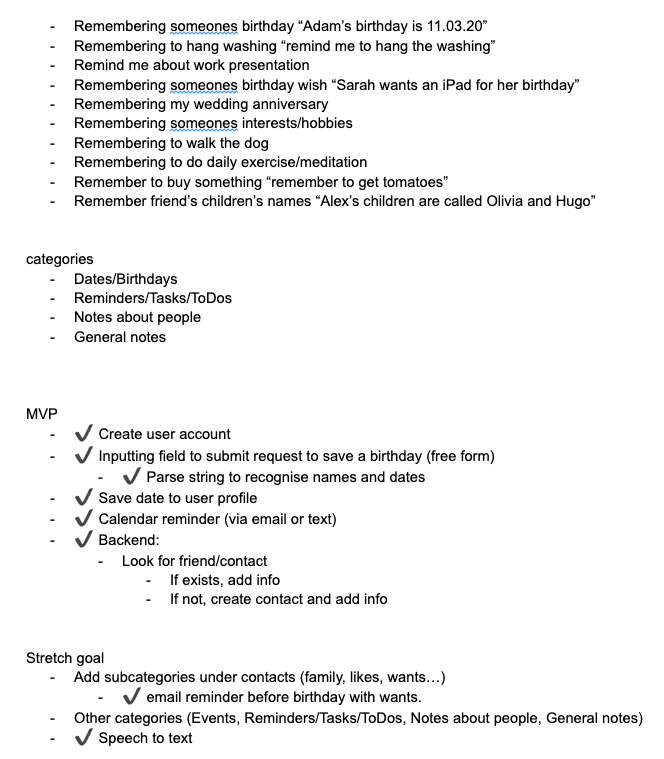 - Remembering someones birthday “Adam’s birthday is 11.03.20”
- Remembering to hang washing “remind me to hang the washing”
- Remind me about work presentation
- Remembering someones birthday wish “Sarah wants an iPad for her birthday”
- Remembering my wedding anniversary
- Remembering someones interests/hobbies
- Remembering to walk the dog
- Remembering to do daily exercise/meditation
- Remember to buy something “remember to get tomatoes”
- Remember friend’s children’s names “Alex’s children are called Olivia and Hugo”
categories
- Dates/Birthdays
- Reminders/Tasks/ToDos
- Notes about people
- General notes
MVP
- ✔ Create user account
- ✔ Inputting field to submit request to save a birthday (free form)
- ✔ Parse string to recognise names and dates
- ✔ Save date to user profile
- ✔ Calendar reminder (via email or text)
- ✔ Backend:
- Look for friend/contact
- If exists, add info
- If not, create contact and add info
Stretch goal
- Add subcategories under contacts (family, likes, wants…)
- ✔ email reminder before birthday with wants.
- Other categories (Events, Reminders/Tasks/ToDos, Notes about people, General notes)
- ✔ Speech to text